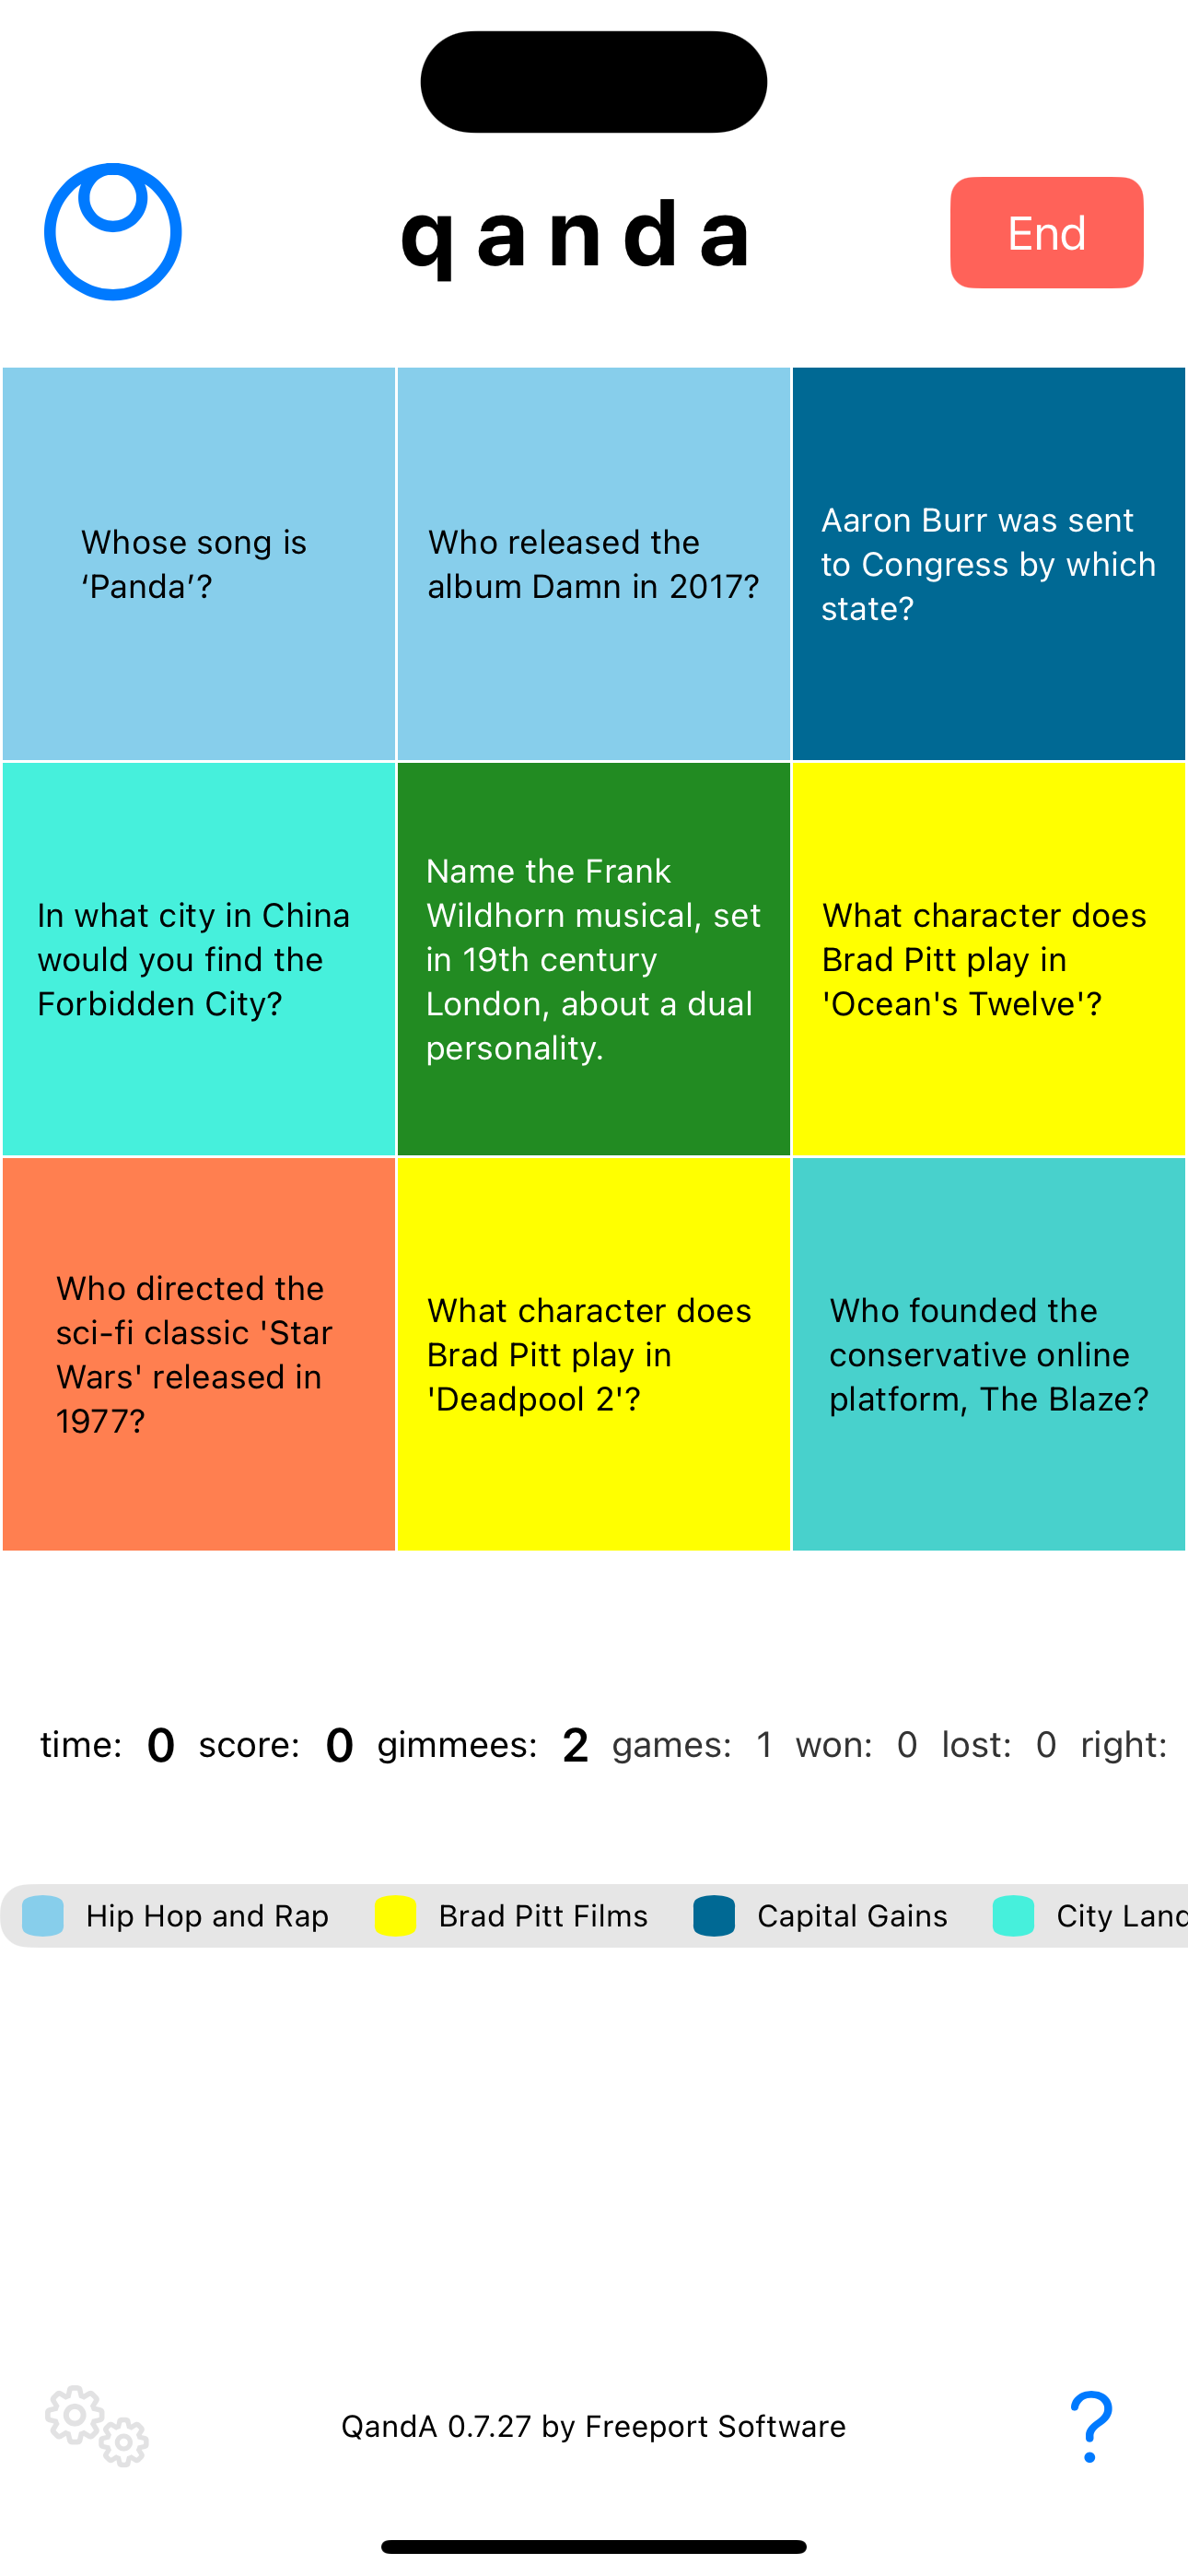 qanda
End
Whose song is
‘Panda’?
Who released the
album Damn in 2017?
Aaron Burr was sent
to Congress by which
state?
In what city in China
would you find the
Forbidden City?
Name the Frank
Wildhorn musical, set
in 19th century
London, about a dual
personality.
What character does
Brad Pitt play in
'Ocean's Twelve'?
Who directed the
sci-fi classic 'Star
Wars' released in
1977?
What character does
Brad Pitt play in
'Deadpool 2'?
Who founded the
conservative online
platform, The Blaze?
time: 0 score: 0 gimmees: 2 games: 1 won: 0 lost: 0 right:
Hip Hop and Rap Brad Pitt Films Capital Gains City Land
QandA 0.7.27 by Freeport Software
?